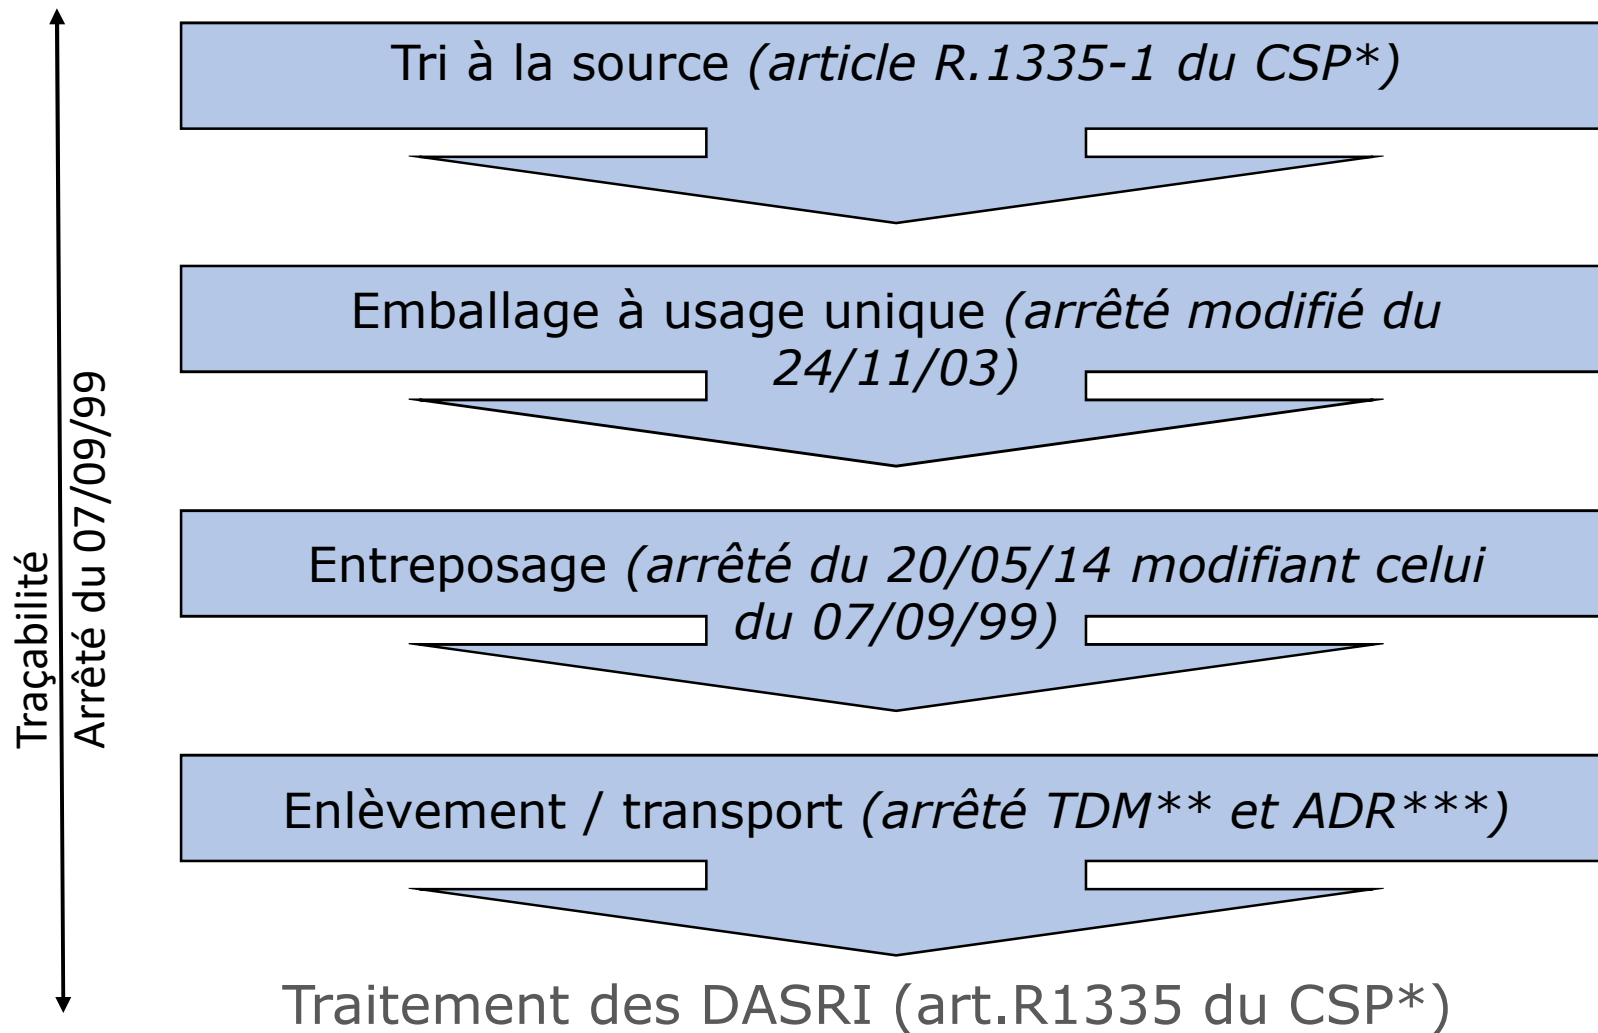 Tri à la source (article R.1335-1 du CSP*)
Emballage à usage unique (arrêté modifié du
24/11/03)
Entreposage (arrêté du 20/05/14 modifiant celui
du 07/09/99)
Enlèvement / transport (arrêté TDM** et ADR***)
Traitement des DASRI (art.R1335 du CSP*)
Traçabilité
Arrêté du 07/09/99